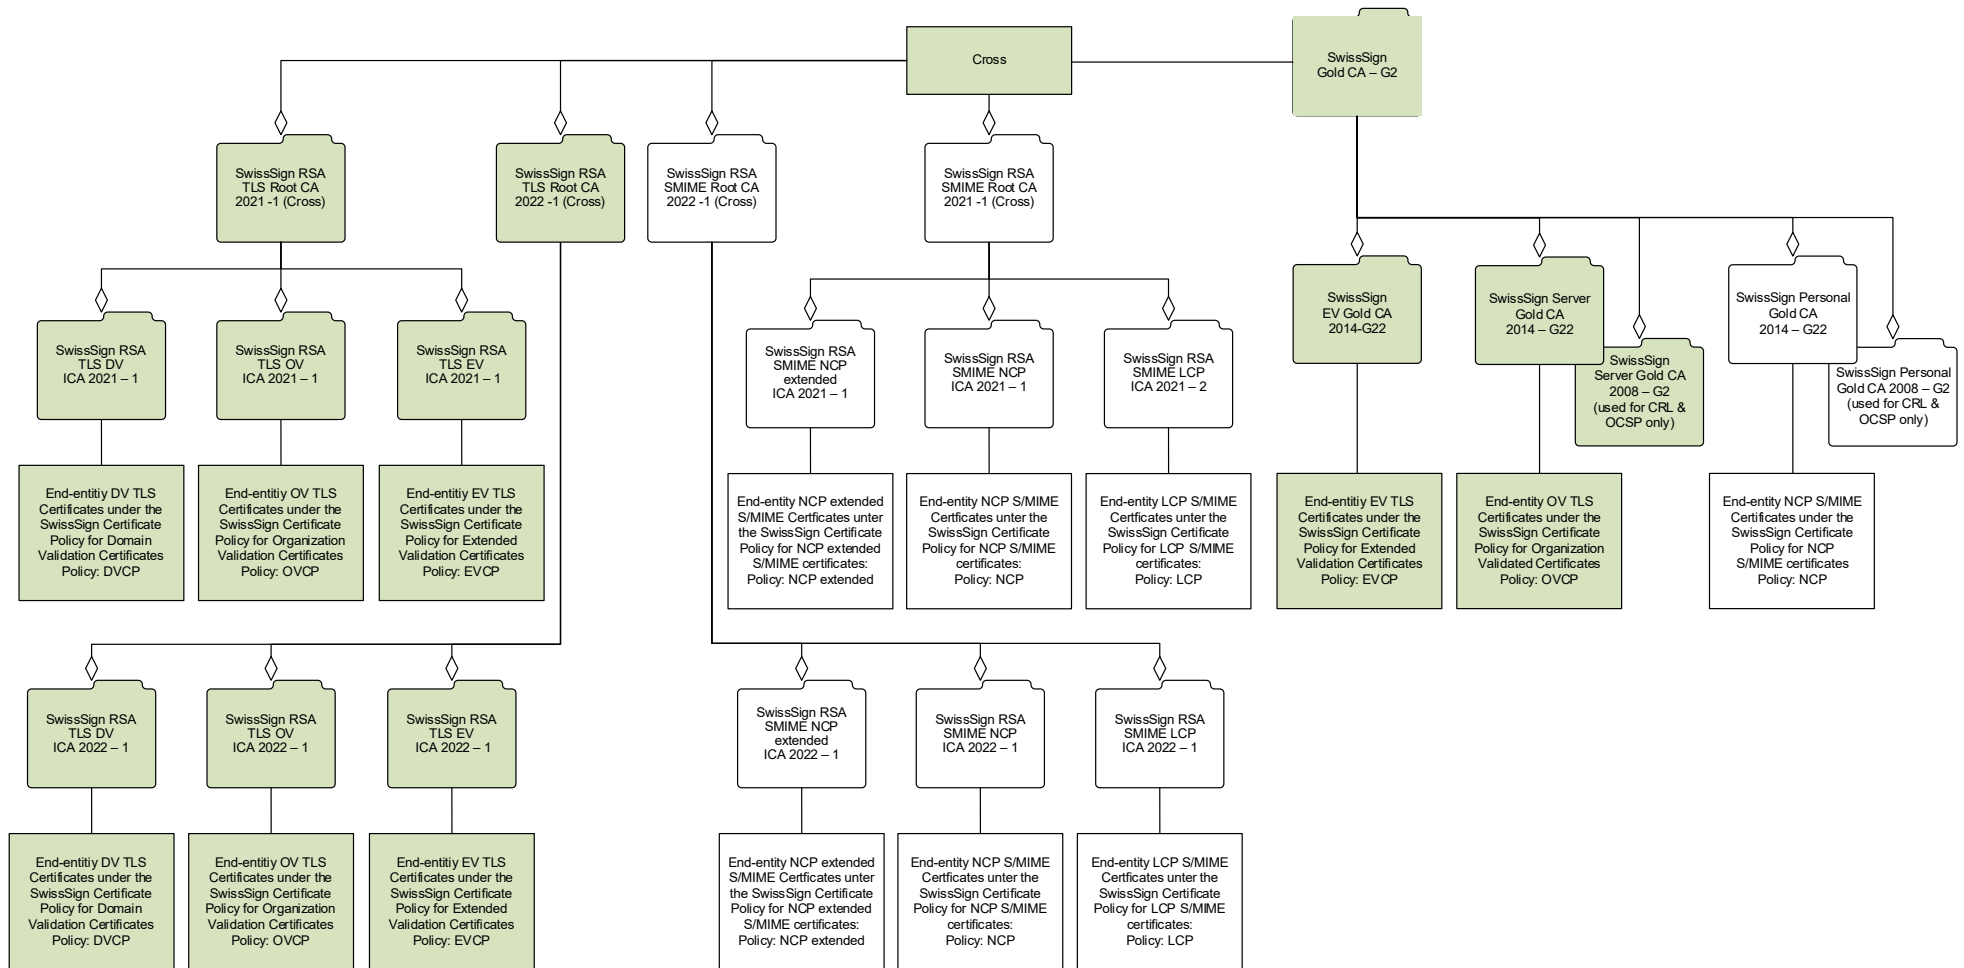 Cross
SwissSign
Gold CA – G2
SwissSign RSA
TLS Root CA
2021 -1 (Cross)
SwissSign RSA
TLS Root CA
2022 -1 (Cross)
SwissSign RSA
SMIME Root CA
2022 -1 (Cross)
SwissSign RSA
SMIME Root CA
2021 -1 (Cross)
SwissSign RSA
TLS DV
ICA 2021 – 1
SwissSign RSA
TLS OV
ICA 2021 – 1
SwissSign RSA
TLS EV
ICA 2021 – 1
SwissSign RSA
SMIME NCP
extended
ICA 2021 – 1
SwissSign RSA
SMIME NCP
ICA 2021 – 1
SwissSign RSA
SMIME LCP
ICA 2021 – 2
SwissSign
EV Gold CA
2014-G22
SwissSign Server
Gold CA
2014 – G22
SwissSign
Server Gold CA
2008 – G2
(used for CRL &
OCSP only)
SwissSign Personal
Gold CA
2014 – G22
SwissSign Personal
Gold CA 2008 – G2
(used for CRL &
OCSP only)
End-entitiy DV TLS
Certificates under the
SwissSign Certificate
Policy for Domain
Validation Certificates
Policy: DVCP
End-entitiy OV TLS
Certificates under the
SwissSign Certificate
Policy for Organization
Validation Certificates
Policy: OVCP
End-entitiy EV TLS
Certificates under the
SwissSign Certificate
Policy for Extended
Validation Certificates
Policy: EVCP
End-entity NCP extended
S/MIME Certficates unter
the SwissSign Certificate
Policy for NCP extended
S/MIME certificates:
Policy: NCP extended
End-entity NCP S/MIME
Certficates unter the
SwissSign Certificate
Policy for NCP S/MIME
certificates:
Policy: NCP
End-entity LCP S/MIME
Certficates unter the
SwissSign Certificate
Policy for LCP S/MIME
certificates:
Policy: LCP
End-entitiy EV TLS
Certificates under the
SwissSign Certificate
Policy for Extended
Validation Certificates
Policy: EVCP
End-entity OV TLS
Certificates under the
SwissSign Certificate
Policy for Organization
Validated Certificates
Policy: OVCP
End-entity NCP S/MIME
Certificates under the
SwissSign Certificate
Policy for NCP
S/MIME certificates
Policy: NCP
SwissSign RSA
TLS DV
ICA 2022 – 1
SwissSign RSA
TLS OV
ICA 2022 – 1
SwissSign RSA
TLS EV
ICA 2022 – 1
SwissSign RSA
SMIME NCP
extended
ICA 2022 – 1
SwissSign RSA
SMIME NCP
ICA 2022 – 1
SwissSign RSA
SMIME LCP
ICA 2022 – 1
End-entitiy DV TLS
Certificates under the
SwissSign Certificate
Policy for Domain
Validation Certificates
Policy: DVCP
End-entitiy OV TLS
Certificates under the
SwissSign Certificate
Policy for Organization
Validation Certificates
Policy: OVCP
End-entitiy EV TLS
Certificates under the
SwissSign Certificate
Policy for Extended
Validation Certificates
Policy: EVCP
End-entity NCP extended
S/MIME Certficates unter
the SwissSign Certificate
Policy for NCP extended
S/MIME certificates:
Policy: NCP extended
End-entity NCP S/MIME
Certficates unter the
SwissSign Certificate
Policy for NCP S/MIME
certificates:
Policy: NCP
End-entity LCP S/MIME
Certficates unter the
SwissSign Certificate
Policy for LCP S/MIME
certificates:
Policy: LCP